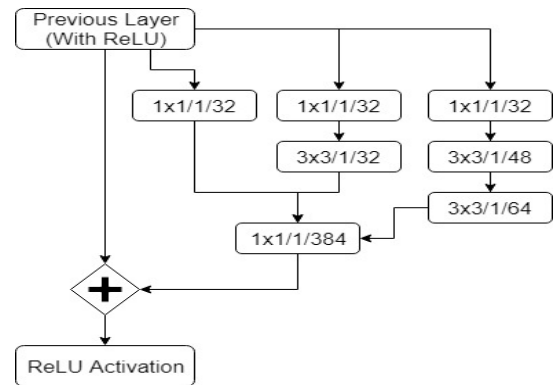 Previous Layer
(With ReLU)
1x1/1/32
1x1/1/32
1x1/1/32
3x3/1/32
3x3/1/48
3x3/1/64
1x1/1/384
+
ReLU Activation